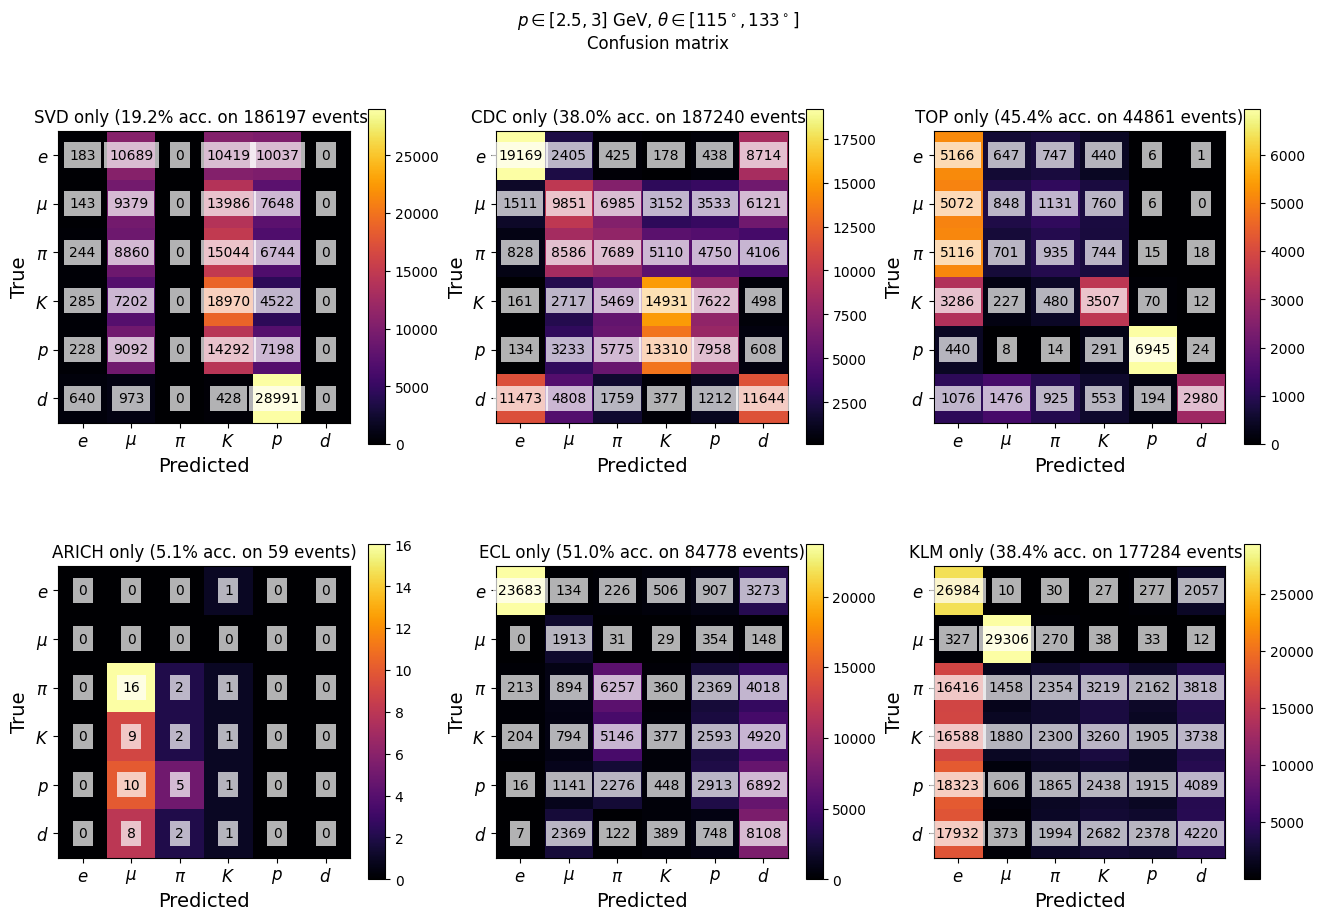 p ∈ [2.5, 3] GeV, θ ∈ [115°, 133°]
Confusion matrix
SVD only (19.2% acc. on 186197 events
True
e 183 10689 0 10419 10037 0
μ 143 9379 0 13986 7648 0
π 244 8860 0 15044 6744 0
K 285 7202 0 18970 4522 0
p 228 9092 0 14292 7198 0
d 640 973 0 428 28991 0
e μ π K p d
Predicted
25000
20000
15000
10000
5000
0
CDC only (38.0% acc. on 187240 events
True
e 19169 2405 425 178 438 8714
μ 1511 9851 6985 3152 3533 6121
π 828 8586 7689 5110 4750 4106
K 161 2717 5469 14931 7622 498
p 134 3233 5775 13310 7958 608
d 11473 4808 1759 377 1212 11644
e μ π K p d
Predicted
17500
15000
12500
10000
7500
5000
2500
TOP only (45.4% acc. on 44861 events)
True
e 5166 647 747 440 6 1
μ 5072 848 1131 760 6 0
π 5116 701 935 744 15 18
K 3286 227 480 3507 70 12
p 440 8 14 291 6945 24
d 1076 1476 925 553 194 2980
e μ π K p d
Predicted
6000
5000
4000
3000
2000
1000
0
ARICH only (5.1% acc. on 59 events)
True
e 0 0 0 1 0 0
μ 0 0 0 0 0 0
π 0 16 2 1 0 0
K 0 9 2 1 0 0
p 0 10 5 1 0 0
d 0 8 2 1 0 0
e μ π K p d
Predicted
16
14
12
10
8
6
4
2
0
ECL only (51.0% acc. on 84778 events)
True
e 23683 134 226 506 907 3273
μ 0 1913 31 29 354 148
π 213 894 6257 360 2369 4018
K 204 794 5146 377 2593 4920
p 16 1141 2276 448 2913 6892
d 7 2369 122 389 748 8108
e μ π K p d
Predicted
20000
15000
10000
5000
0
KLM only (38.4% acc. on 177284 events
True
e 26984 10 30 27 277 2057
μ 327 29306 270 38 33 12
π 16416 1458 2354 3219 2162 3818
K 16588 1880 2300 3260 1905 3738
p 18323 606 1865 2438 1915 4089
d 17932 373 1994 2682 2378 4220
e μ π K p d
Predicted
25000
20000
15000
10000
5000